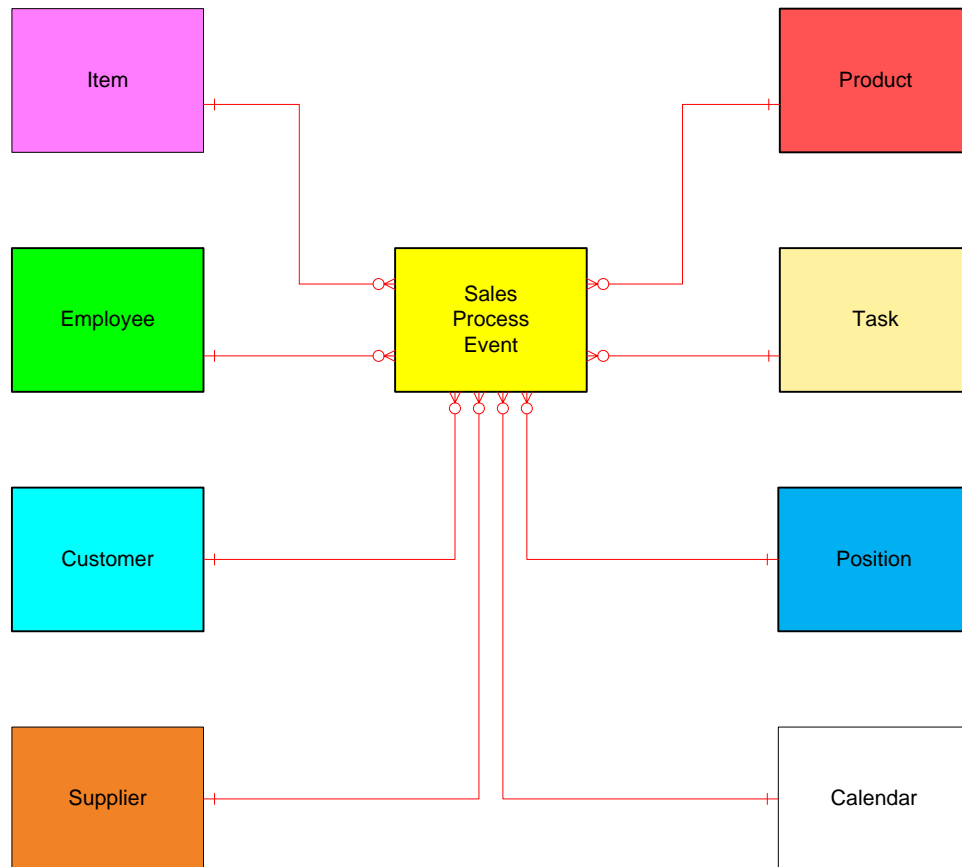 Item
Product
Employee
Sales
Process
Event
Task
Customer
Position
Supplier
Calendar